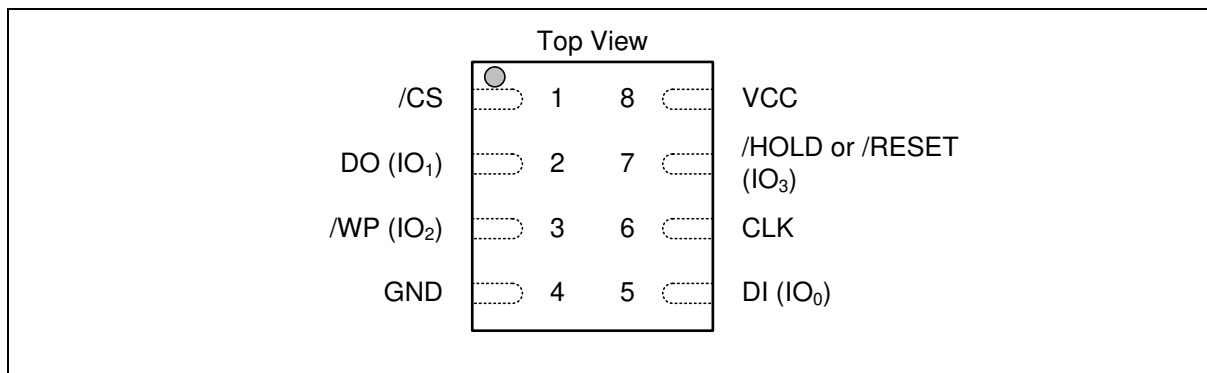 Top View
/CS 1 8 VCC
DO (IO₁) 2 7 /HOLD or /RESET
(IO₃)
/WP (IO₂) 3 6 CLK
GND 4 5 DI (IO₀)